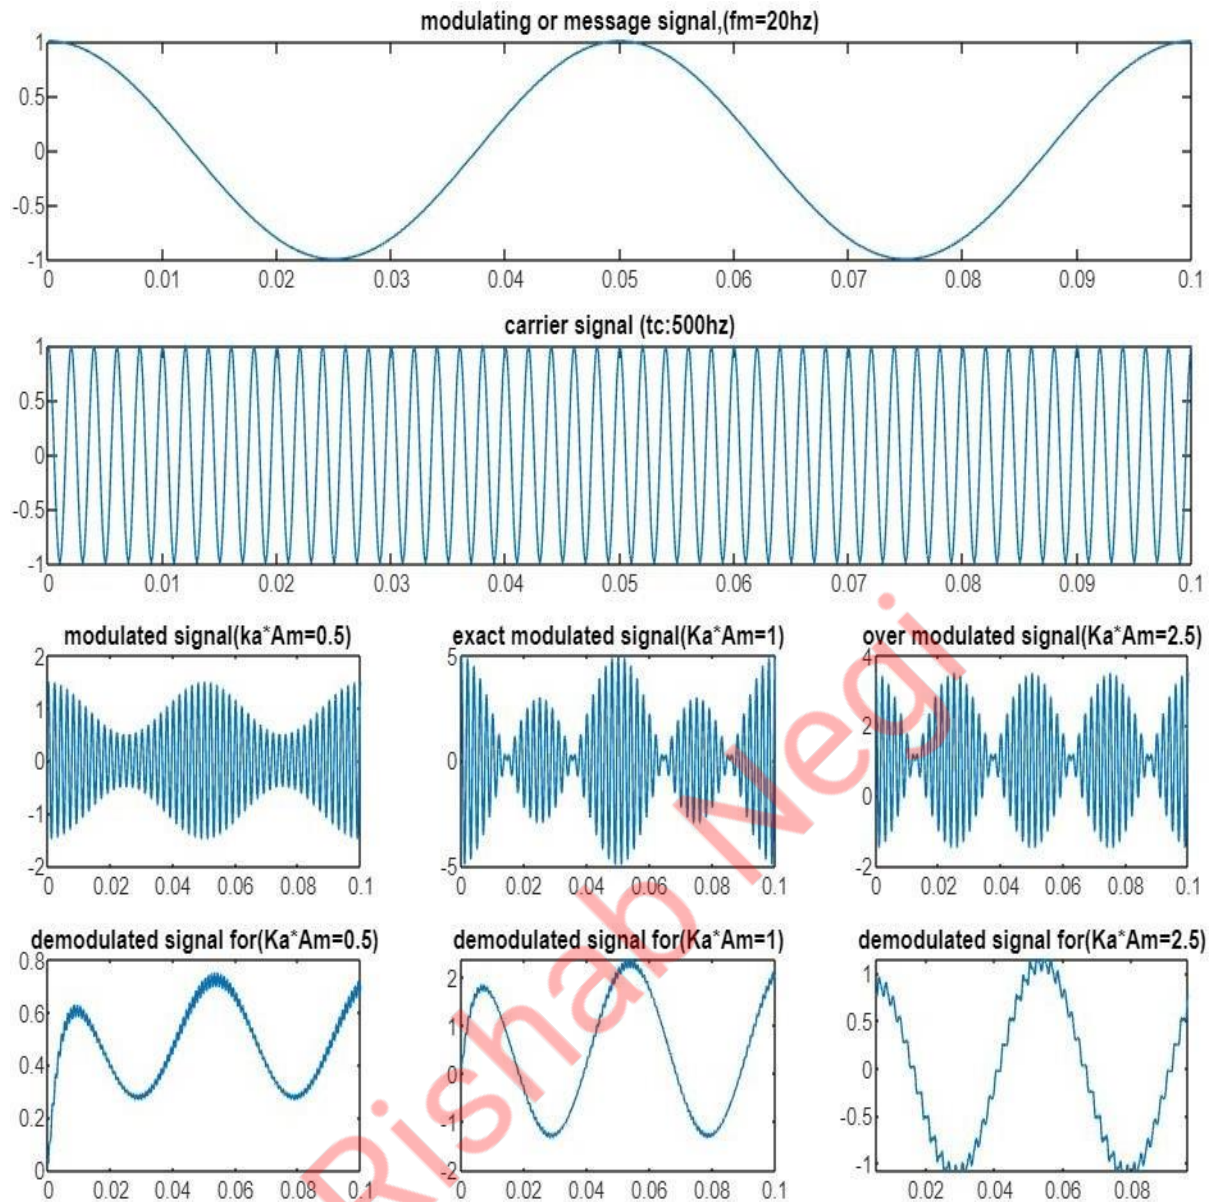 modulating or message signal,(fm=20hz)
1
0.5
0
-0.5
-1
0 0.01 0.02 0.03 0.04 0.05 0.06 0.07 0.08 0.09 0.1
carrier signal (tc:500hz)
1
0.5
0
-0.5
-1
0 0.01 0.02 0.03 0.04 0.05 0.06 0.07 0.08 0.09 0.1
modulated signal(ka*Am=0.5)
2
1
0
-1
-2
0 0.02 0.04 0.06 0.08 0.1
exact modulated signal(Ka*Am=1)
5
0
-5
0 0.02 0.04 0.06 0.08 0.1
over modulated signal(Ka*Am=2.5)
4
2
0
-2
0 0.02 0.04 0.06 0.08 0.1
demodulated signal for(Ka*Am=0.5)
0.8
0.6
0.4
0.2
0
0 0.02 0.04 0.06 0.08 0.1
demodulated signal for(Ka*Am=1)
2
1
0
-1
-2
0 0.02 0.04 0.06 0.08 0.1
demodulated signal for(Ka*Am=2.5)
1
0.5
0
-0.5
-1
0.02 0.04 0.06 0.08
Rishab Negi